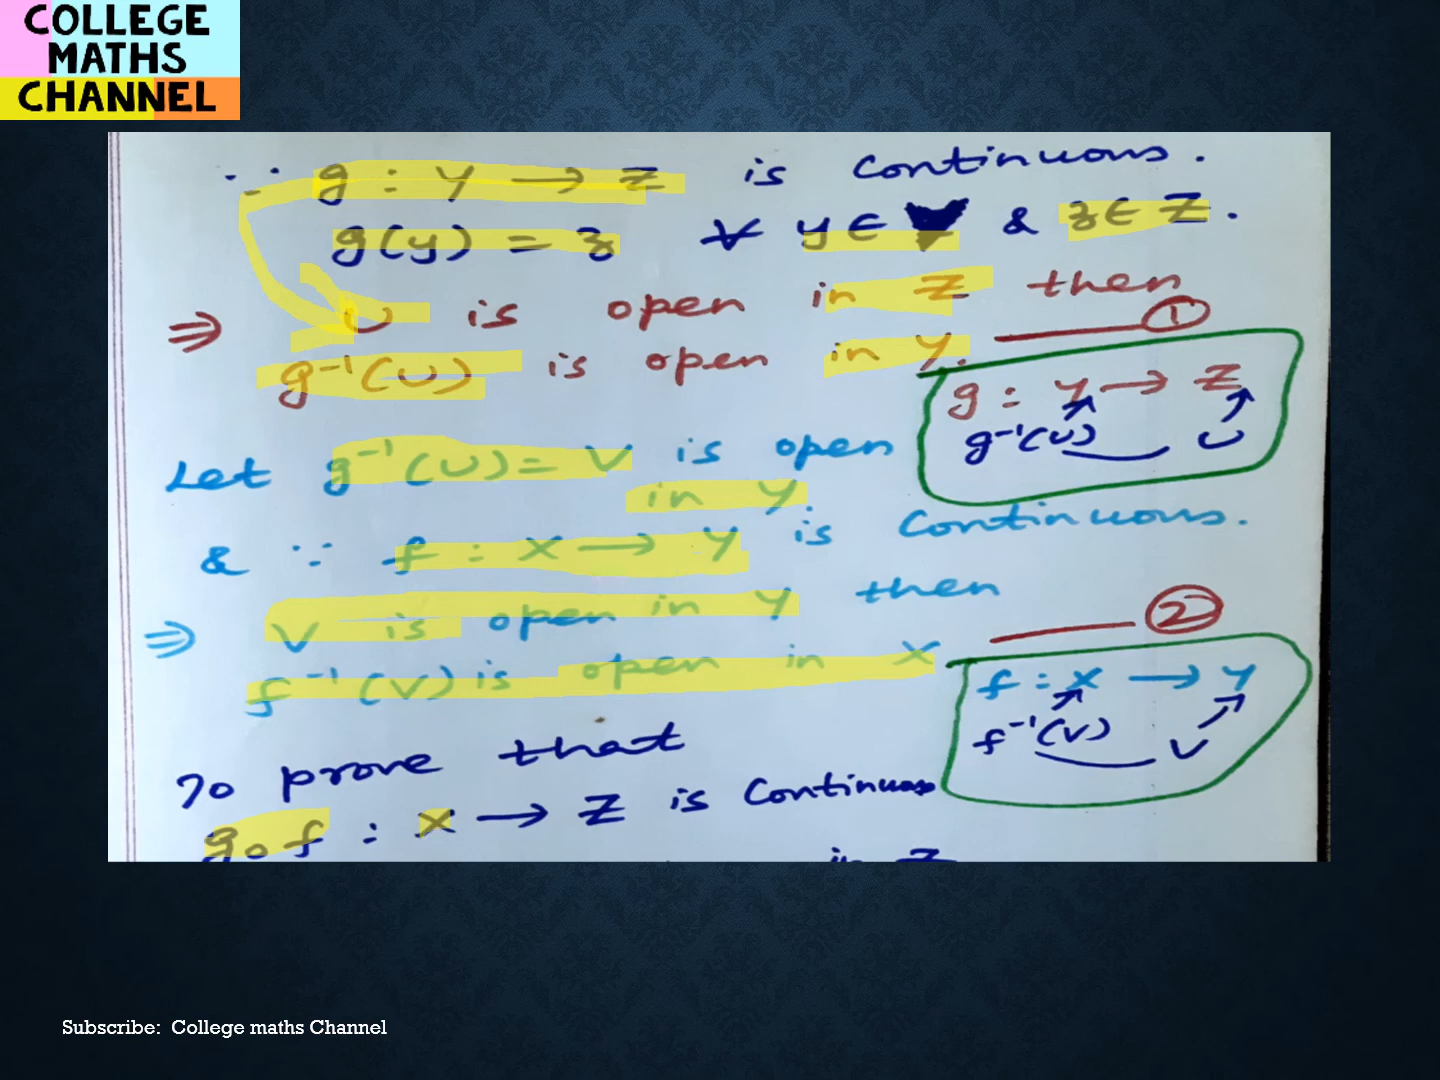 COLLEGE
MATHS
CHANNEL
∵ g : Y → Z is continuous.
g(y) = z ∀ y ∈ & z ∈ Z.
⇒ U is open in Z then
g⁻¹(U) is open in Y. ——— ①
g : Y → Z
g⁻¹(U) U
Let g⁻¹(U) = V is open
in Y
& ∵ f : X → Y is continuous.
⇒ V is open in Y then
f⁻¹(V) is open in X ——— ②
f : X → Y
f⁻¹(V) V
To prove that
gof : X → Z is continuous
in Z
Subscribe: College maths Channel